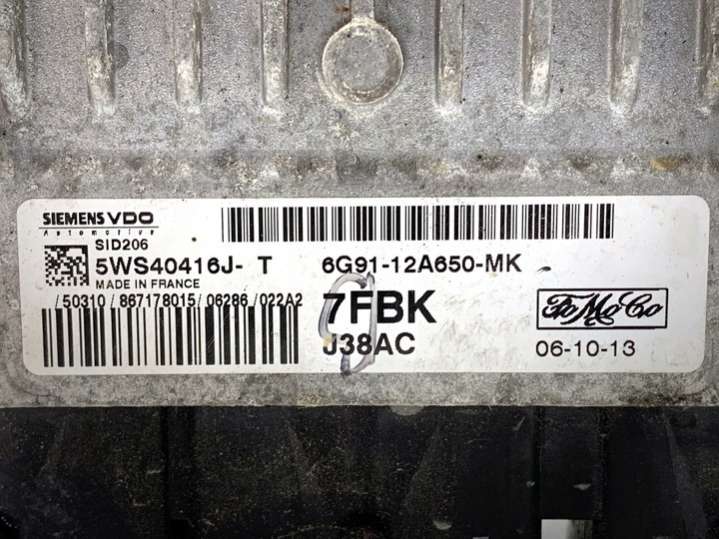 SIEMENS VDO
Automotive
SID206
5WS40416J- T 6G91-12A650-MK
MADE IN FRANCE
/ 50310 / 867178015 / 06286 / 022A2
7FBK
FoMoCo
J38AC
06-10-13